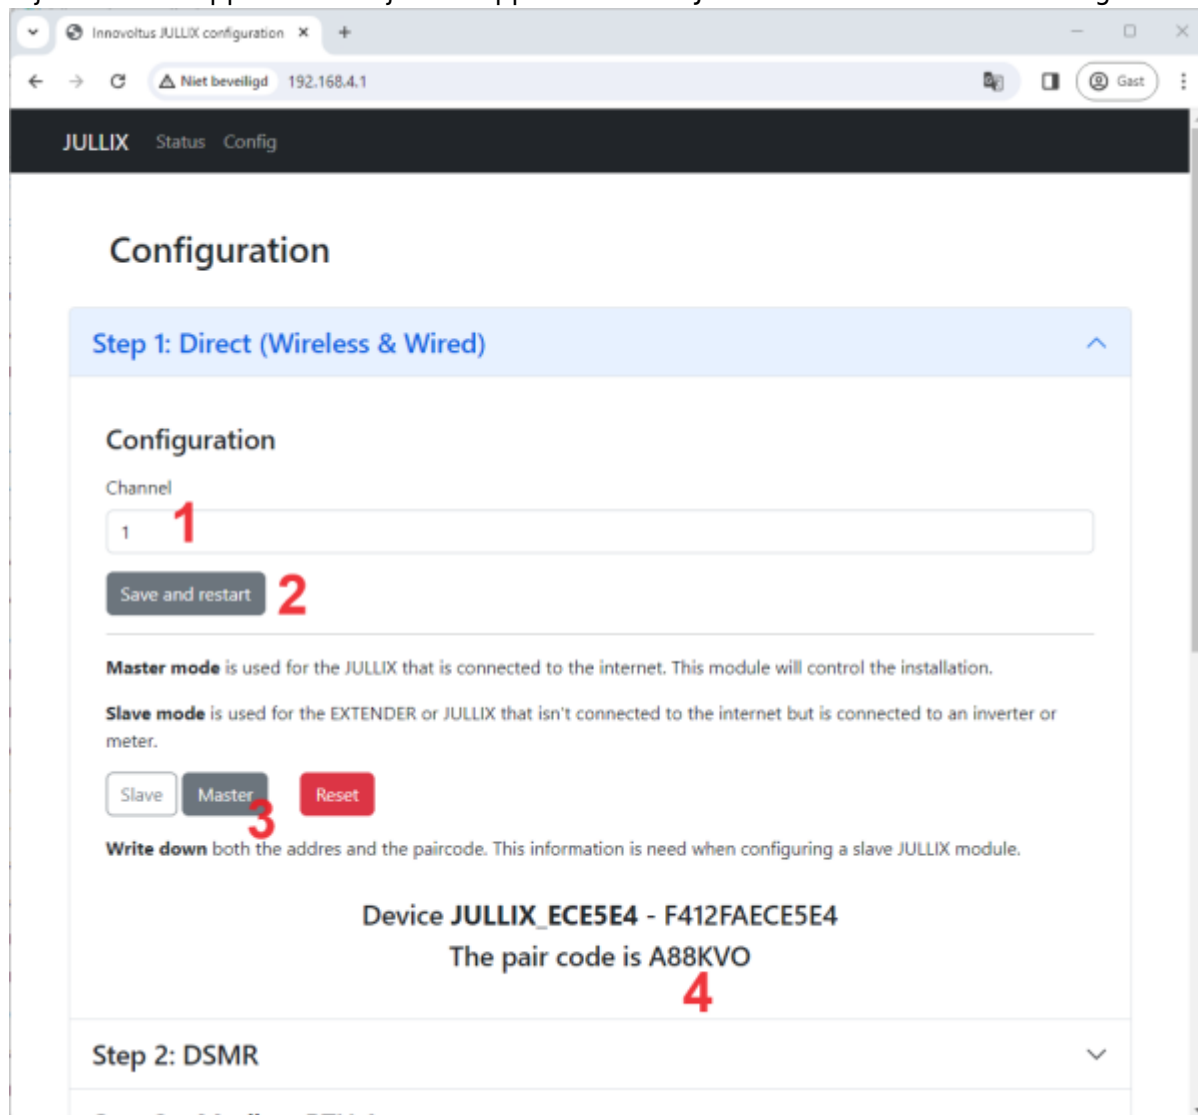 Innovoltus JULLIX configuration
Niet beveiligd 192.168.4.1
Gast
JULLIX Status Config
Configuration
Step 1: Direct (Wireless & Wired)
Configuration
Channel
1
1
Save and restart
2
Master mode is used for the JULLIX that is connected to the internet. This module will control the installation.
Slave mode is used for the EXTENDER or JULLIX that isn't connected to the internet but is connected to an inverter or
meter.
Slave Master Reset
3
Write down both the addres and the paircode. This information is need when configuring a slave JULLIX module.
Device JULLIX_ECE5E4 - F412FAECE5E4
The pair code is A88KVO
4
Step 2: DSMR